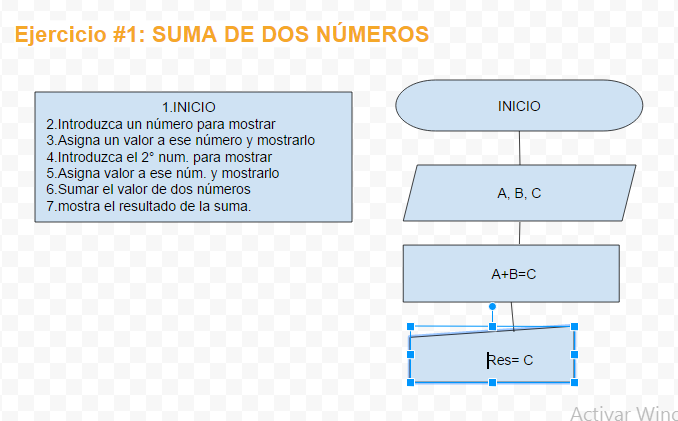 Ejercicio #1: SUMA DE DOS NÚMEROS
1.INICIO
2.Introduzca un número para mostrar
3.Asigna un valor a ese número y mostrarlo
4.Introduzca el 2° num. para mostrar
5.Asigna valor a ese núm. y mostrarlo
6.Sumar el valor de dos números
7.mostra el resultado de la suma.
INICIO
A, B, C
A+B=C
Res= C
Activar Wind